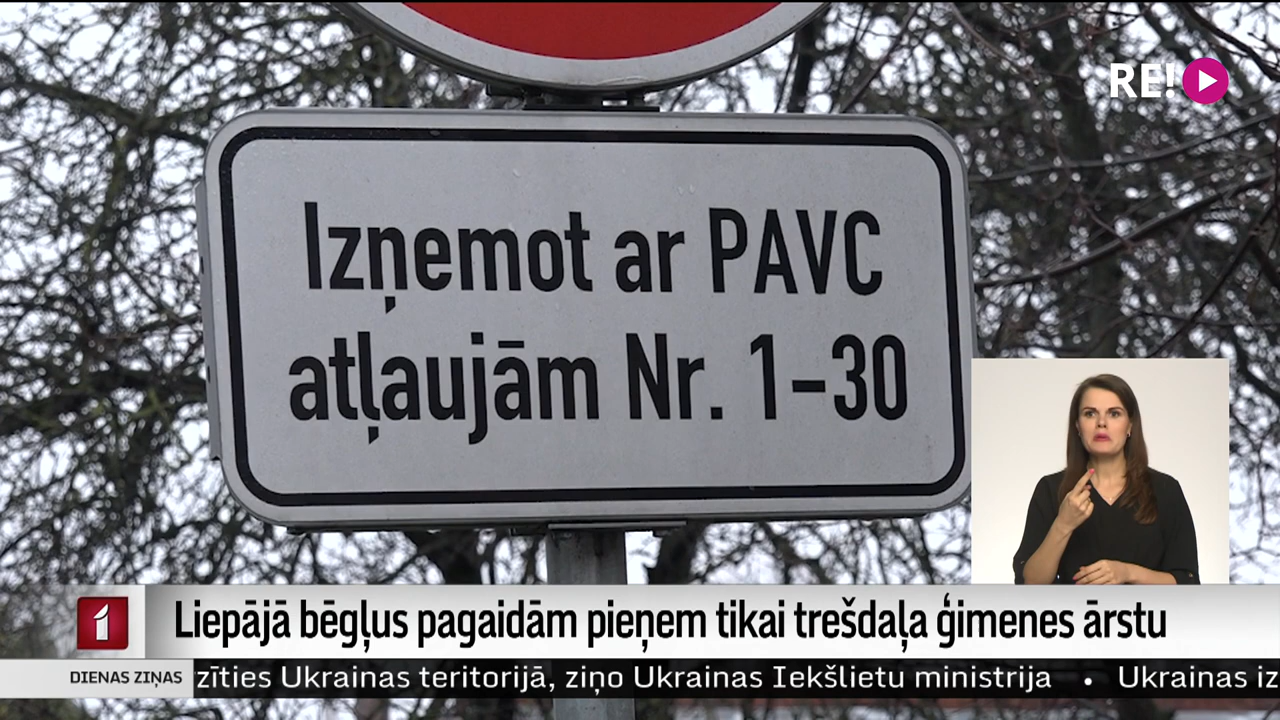 RE!
Izņemot ar PAVC
atļaujām Nr. 1-30
1
Liepājā bēgļus pagaidām pieņem tikai trešdaļa ģimenes ārstu
DIENAS ZIŅAS
zīties Ukrainas teritorijā, ziņo Ukrainas Iekšlietu ministrija • Ukrainas iz